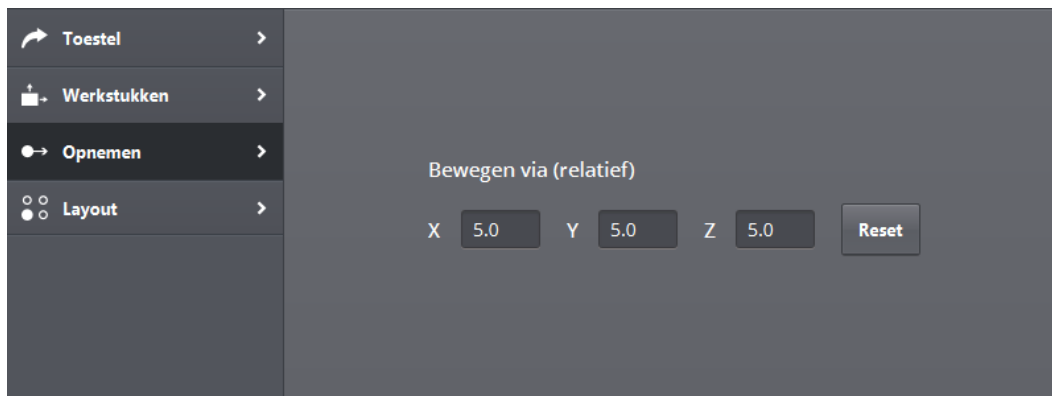 Toestel
Werkstukken
Opnemen
Layout
Bewegen via (relatief)
X 5.0 Y 5.0 Z 5.0 Reset